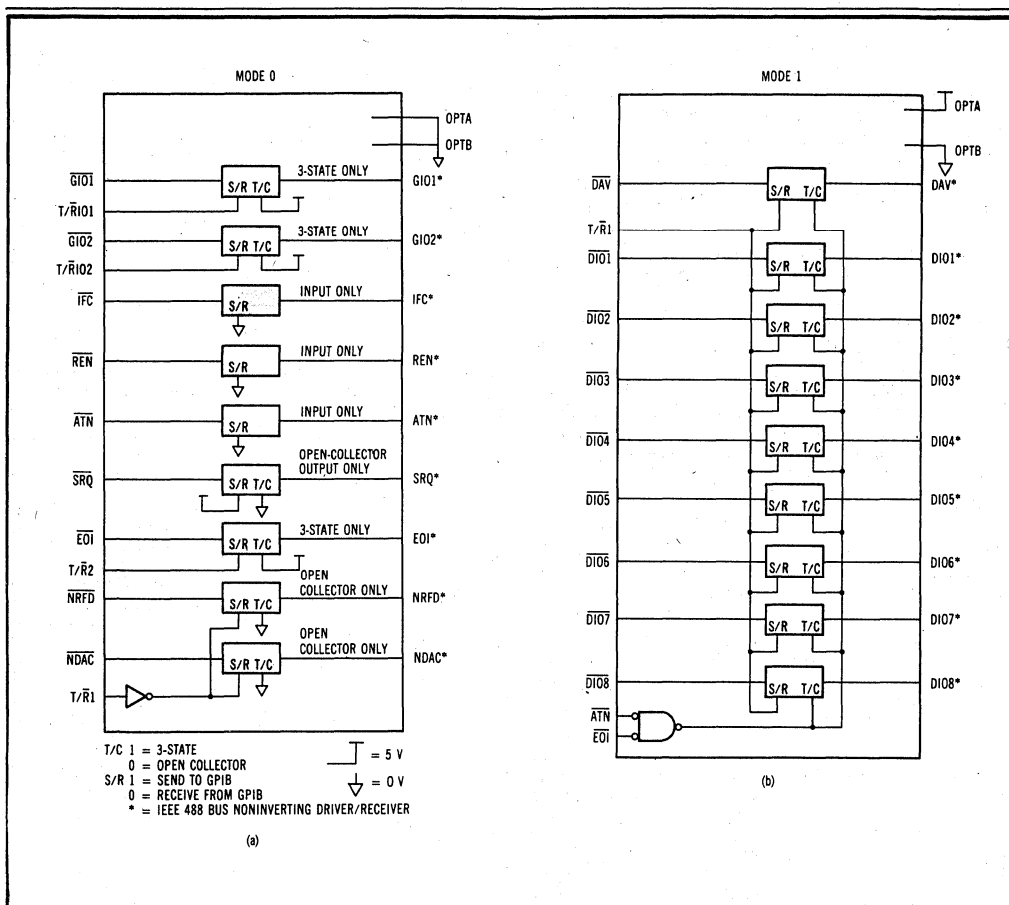 MODE 0
OPTA
OPTB
GIO1 S/R T/C 3-STATE ONLY GIO1*
T/R̄IO1
GIO2 S/R T/C 3-STATE ONLY GIO2*
T/R̄IO2
IFC S/R INPUT ONLY IFC*
REN S/R INPUT ONLY REN*
ATN S/R INPUT ONLY ATN*
SRQ S/R T/C OPEN-COLLECTOR OUTPUT ONLY SRQ*
EOI S/R T/C 3-STATE ONLY EOI*
T/R̄2
NRFD S/R T/C OPEN COLLECTOR ONLY NRFD*
NDAC S/R T/C OPEN COLLECTOR ONLY NDAC*
T/R̄1
T/C 1 = 3-STATE
0 = OPEN COLLECTOR
S/R 1 = SEND TO GPIB
0 = RECEIVE FROM GPIB
* = IEEE 488 BUS NONINVERTING DRIVER/RECEIVER
= 5 V
= 0 V
(a)
MODE 1
OPTA
OPTB
DAV S/R T/C DAV*
T/R̄1
DIO1 S/R T/C DIO1*
DIO2 S/R T/C DIO2*
DIO3 S/R T/C DIO3*
DIO4 S/R T/C DIO4*
DIO5 S/R T/C DIO5*
DIO6 S/R T/C DIO6*
DIO7 S/R T/C DIO7*
DIO8 S/R T/C DIO8*
ATN
EOI
(b)